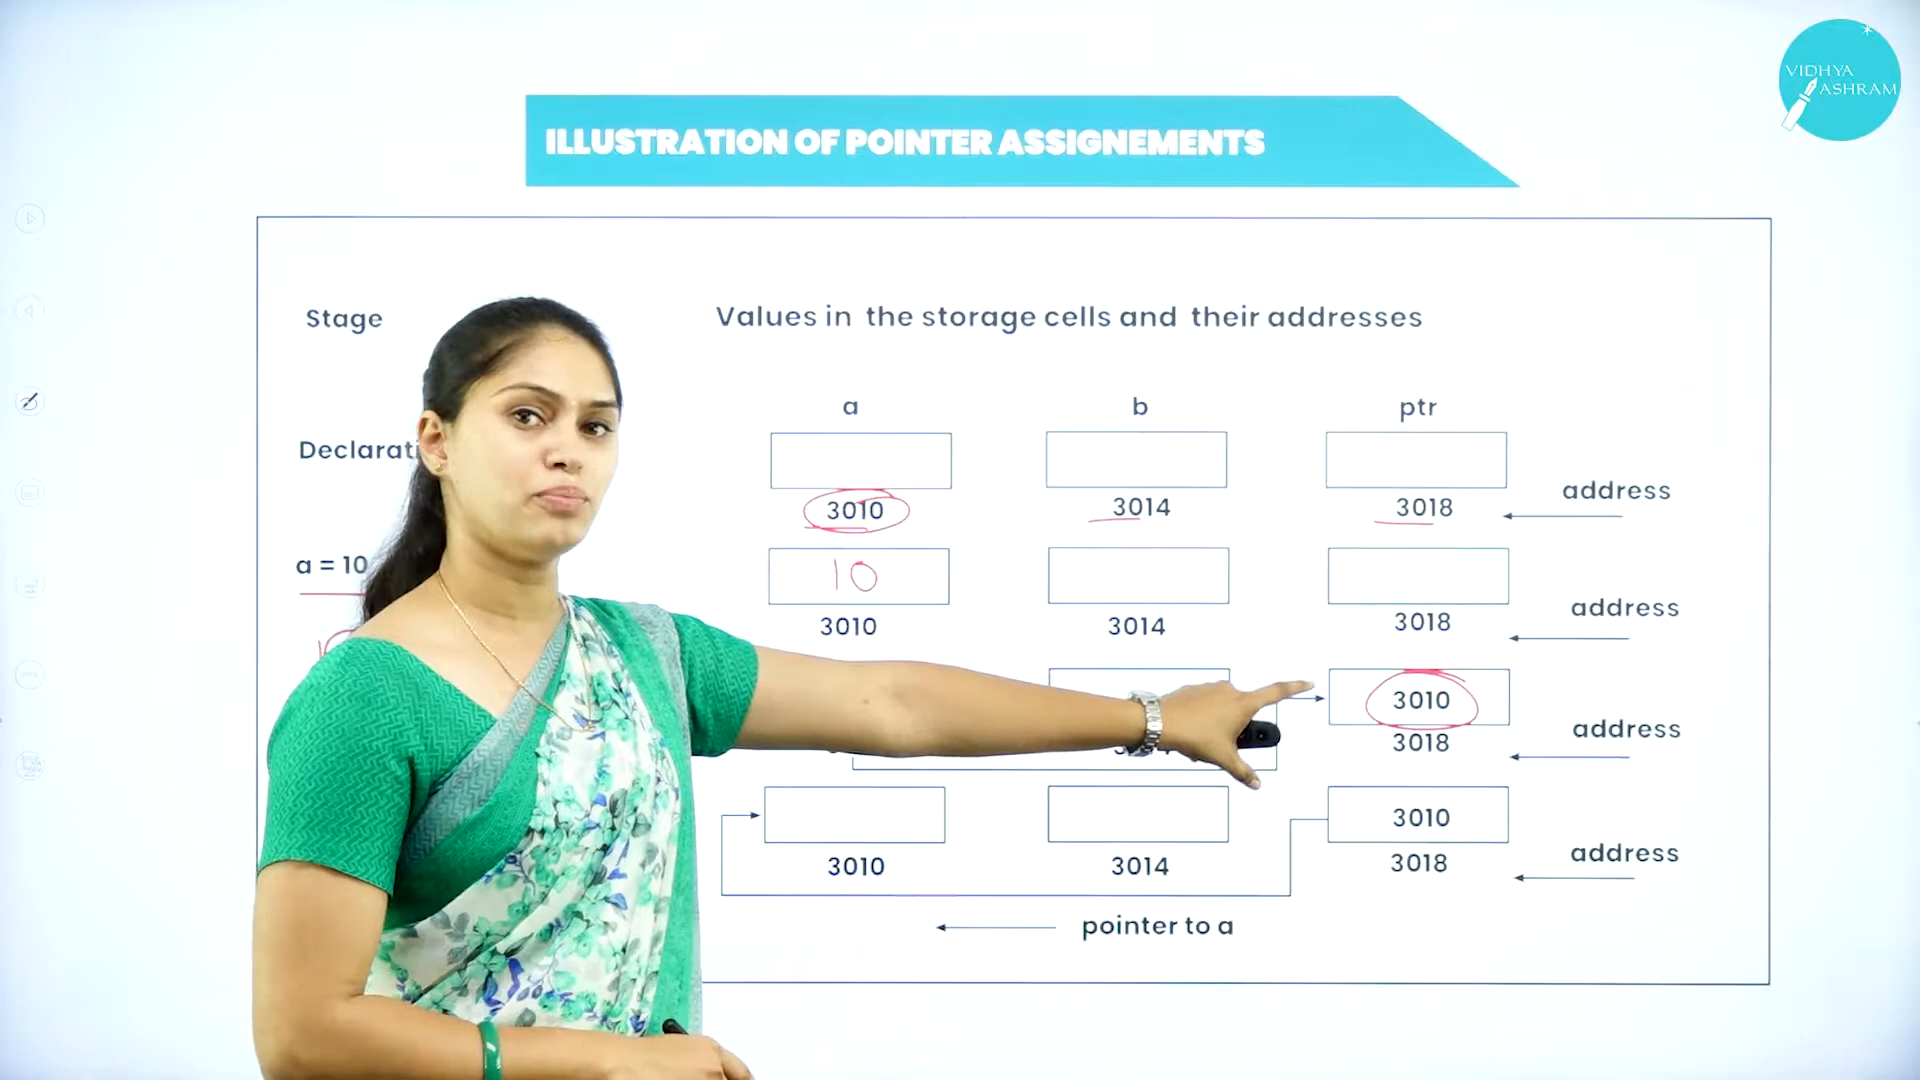 VIDHYA
ASHRAM
ILLUSTRATION OF POINTER ASSIGNEMENTS
Stage Values in the storage cells and their addresses
a b ptr
Declarati
3010 3014 3018 address
a = 10 10
3010 3014 3018 address
3010
3018 address
3010
3010 3014 3018 address
pointer to a